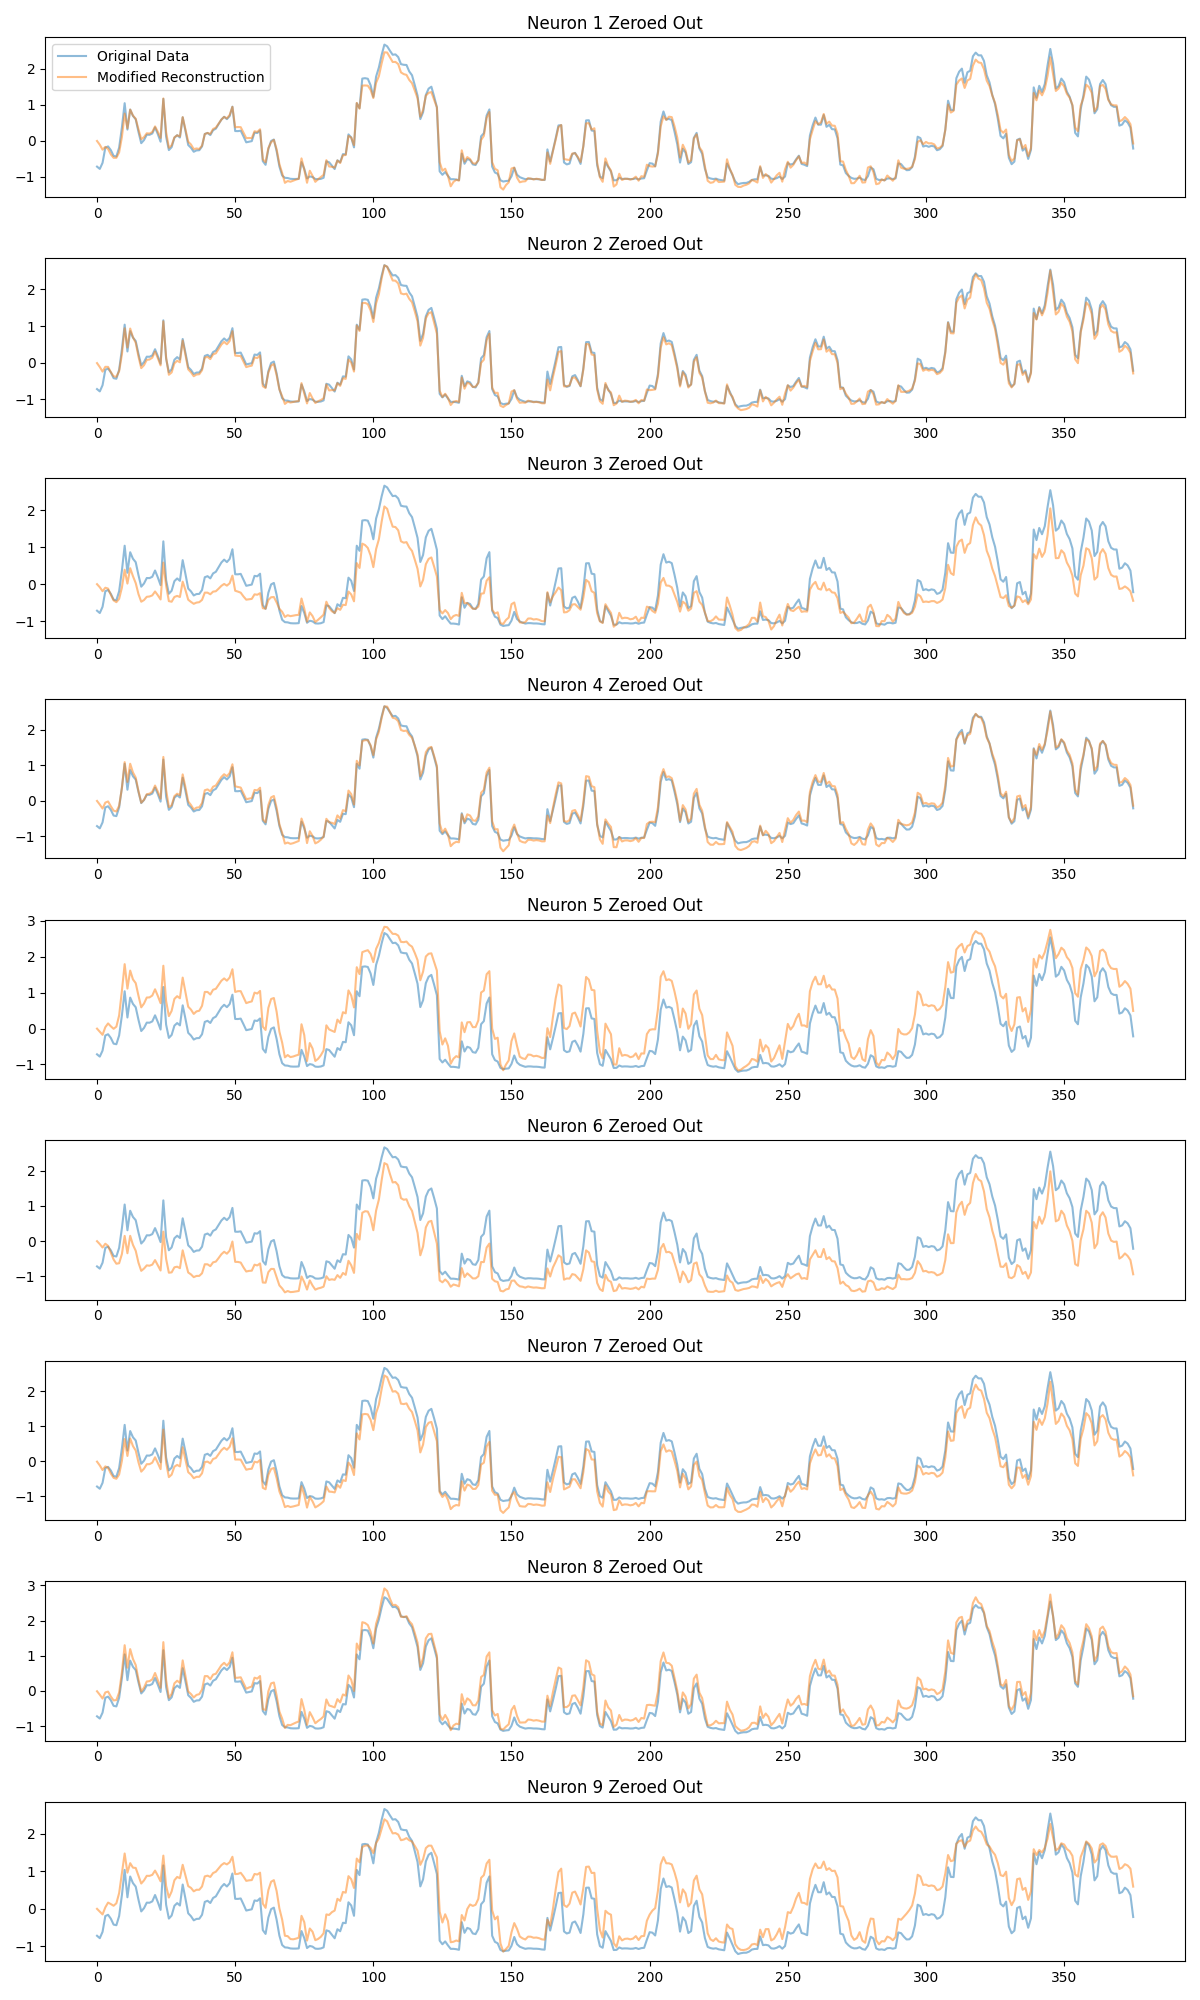 Neuron 1 Zeroed Out
Original Data
Modified Reconstruction
2
1
0
−1
0 50 100 150 200 250 300 350
Neuron 2 Zeroed Out
2
1
0
−1
0 50 100 150 200 250 300 350
Neuron 3 Zeroed Out
2
1
0
−1
0 50 100 150 200 250 300 350
Neuron 4 Zeroed Out
2
1
0
−1
0 50 100 150 200 250 300 350
Neuron 5 Zeroed Out
3
2
1
0
−1
0 50 100 150 200 250 300 350
Neuron 6 Zeroed Out
2
1
0
−1
0 50 100 150 200 250 300 350
Neuron 7 Zeroed Out
2
1
0
−1
0 50 100 150 200 250 300 350
Neuron 8 Zeroed Out
3
2
1
0
−1
0 50 100 150 200 250 300 350
Neuron 9 Zeroed Out
2
1
0
−1
0 50 100 150 200 250 300 350